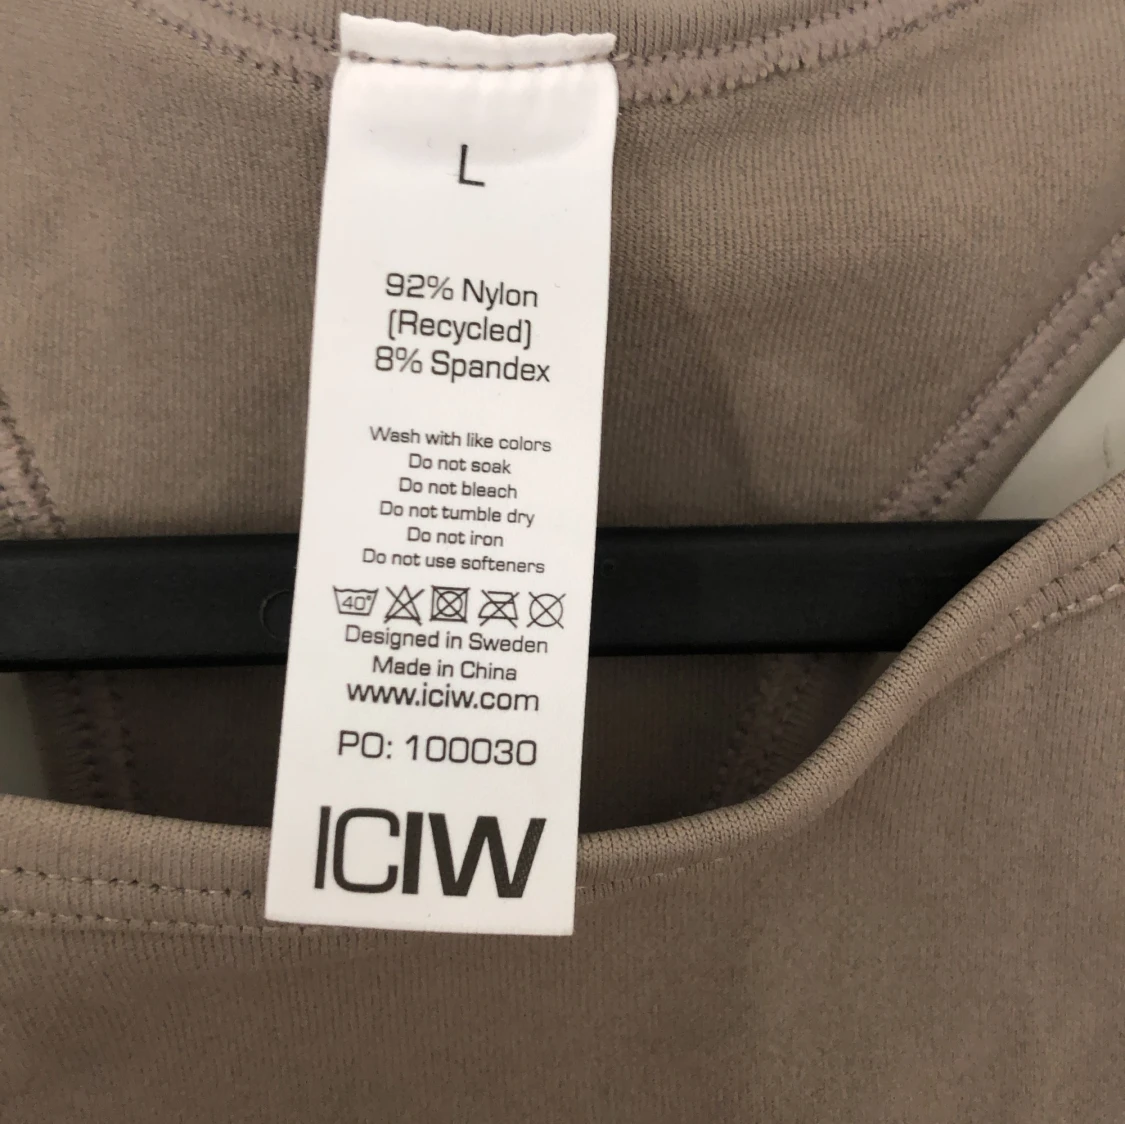 L
92% Nylon
(Recycled)
8% Spandex
Wash with like colors
Do not soak
Do not bleach
Do not tumble dry
Do not iron
Do not use softeners
40°
Designed in Sweden
Made in China
www.iciw.com
PO: 100030
ICIW